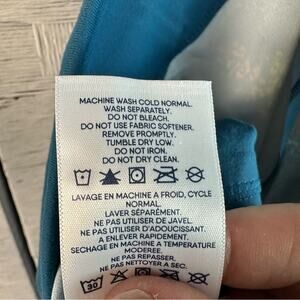 MACHINE WASH COLD NORMAL.
WASH SEPARATELY.
DO NOT BLEACH.
DO NOT USE FABRIC SOFTENER.
REMOVE PROMPTLY.
TUMBLE DRY LOW.
DO NOT IRON.
DO NOT DRY CLEAN.
LAVAGE EN MACHINE A FROID, CYCLE
NORMAL.
LAVER SÉPARÉMENT.
NE PAS UTILISER DE JAVEL.
NE PAS UTILISER D'ADOUCISSANT.
A ENLEVER RAPIDEMENT.
SECHAGE EN MACHINE A TEMPERATURE
MODEREE.
NE PAS REPASSER.
NE PAS NETTOYER A SEC.
30